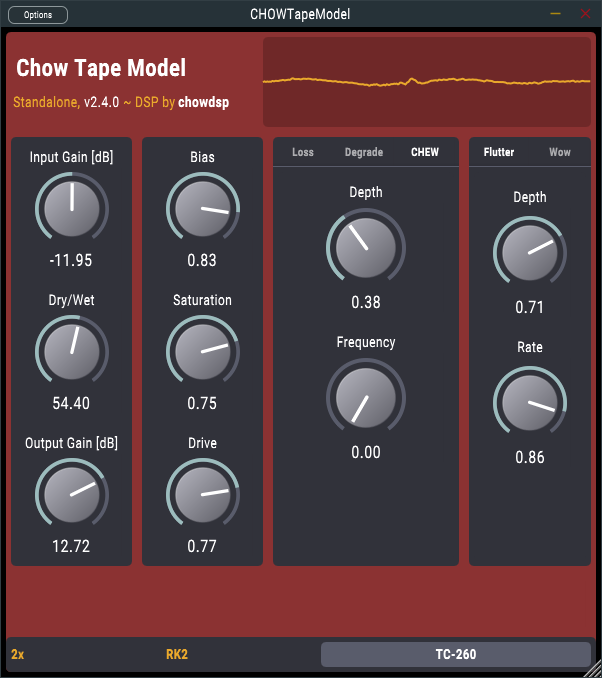 Options
CHOWTapeModel
Chow Tape Model
Standalone, v2.4.0 ~ DSP by chowdsp
Input Gain [dB]
-11.95
Dry/Wet
54.40
Output Gain [dB]
12.72
Bias
0.83
Saturation
0.75
Drive
0.77
Loss Degrade CHEW
Depth
0.38
Frequency
0.00
Flutter Wow
Depth
0.71
Rate
0.86
2x RK2 TC-260